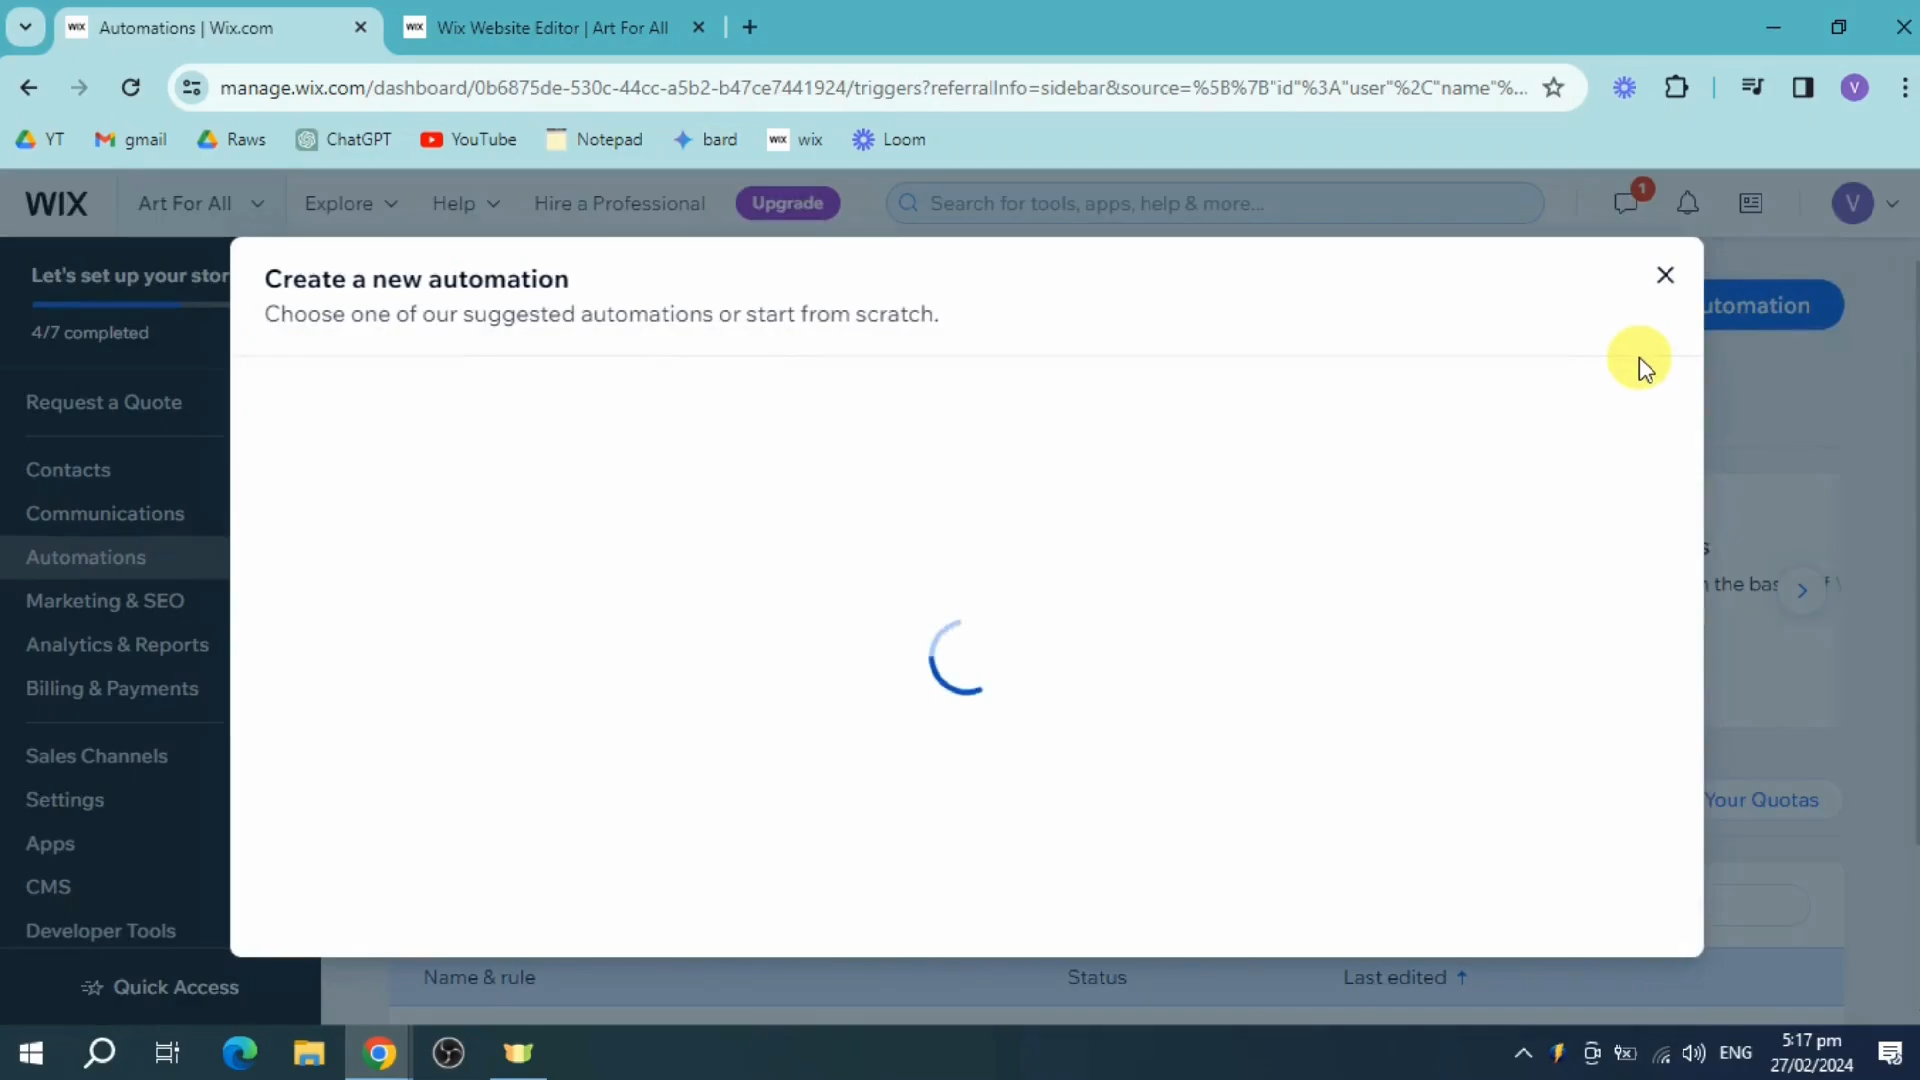 WIX Automations | Wix.com
WIX Wix Website Editor | Art For All
manage.wix.com/dashboard/0b6875de-530c-44cc-a5b2-b47ce7441924/triggers?referralInfo=sidebar&source=%5B%7B"id"%3A"user"%2C"name"%...
V
YT gmail Raws ChatGPT YouTube Notepad bard WIX wix Loom
WIX Art For All Explore Help Hire a Professional Upgrade Search for tools, apps, help & more... 1 V
Let's set up your stor
4/7 completed
Request a Quote
Contacts
Communications
Automations
Marketing & SEO
Analytics & Reports
Billing & Payments
Sales Channels
Settings
Apps
CMS
Developer Tools
Quick Access
Create a new automation
Choose one of our suggested automations or start from scratch.
utomation
the bas
Your Quotas
Name & rule Status Last edited ↑
ENG
5:17 pm
27/02/2024